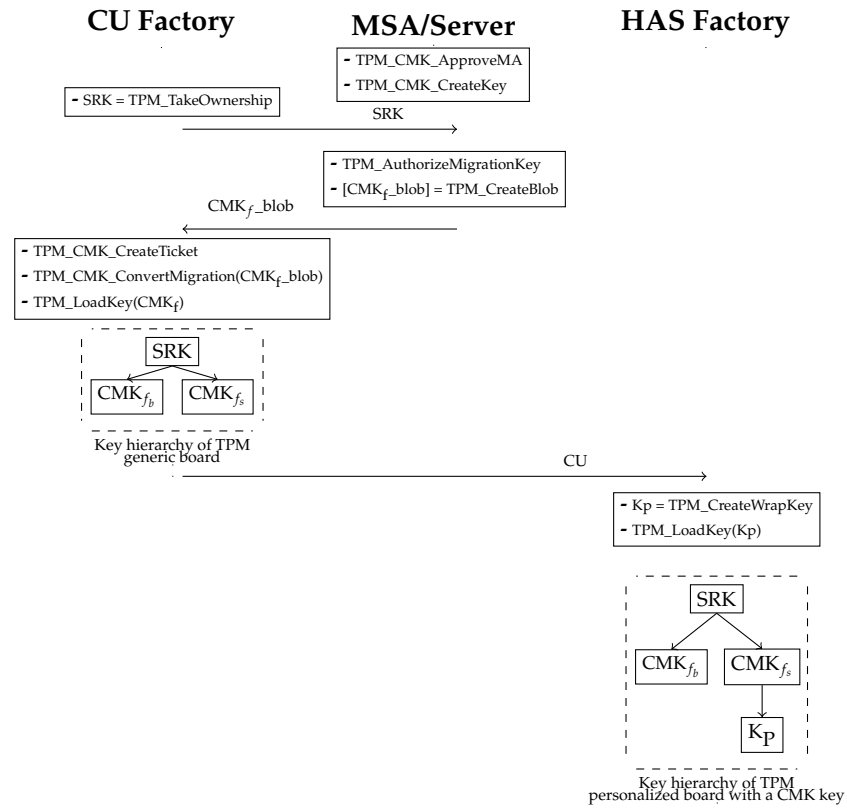 CU Factory
MSA/Server
HAS Factory
- TPM_CMK_ApproveMA
- TPM_CMK_CreateKey
- SRK = TPM_TakeOwnership
SRK
- TPM_AuthorizeMigrationKey
- [CMKf_blob] = TPM_CreateBlob
CMKf_blob
- TPM_CMK_CreateTicket
- TPM_CMK_ConvertMigration(CMKf_blob)
- TPM_LoadKey(CMKf)
SRK
CMKfb
CMKfs
Key hierarchy of TPM
generic board
CU
- Kp = TPM_CreateWrapKey
- TPM_LoadKey(Kp)
SRK
CMKfb
CMKfs
KP
Key hierarchy of TPM
personalized board with a CMK key